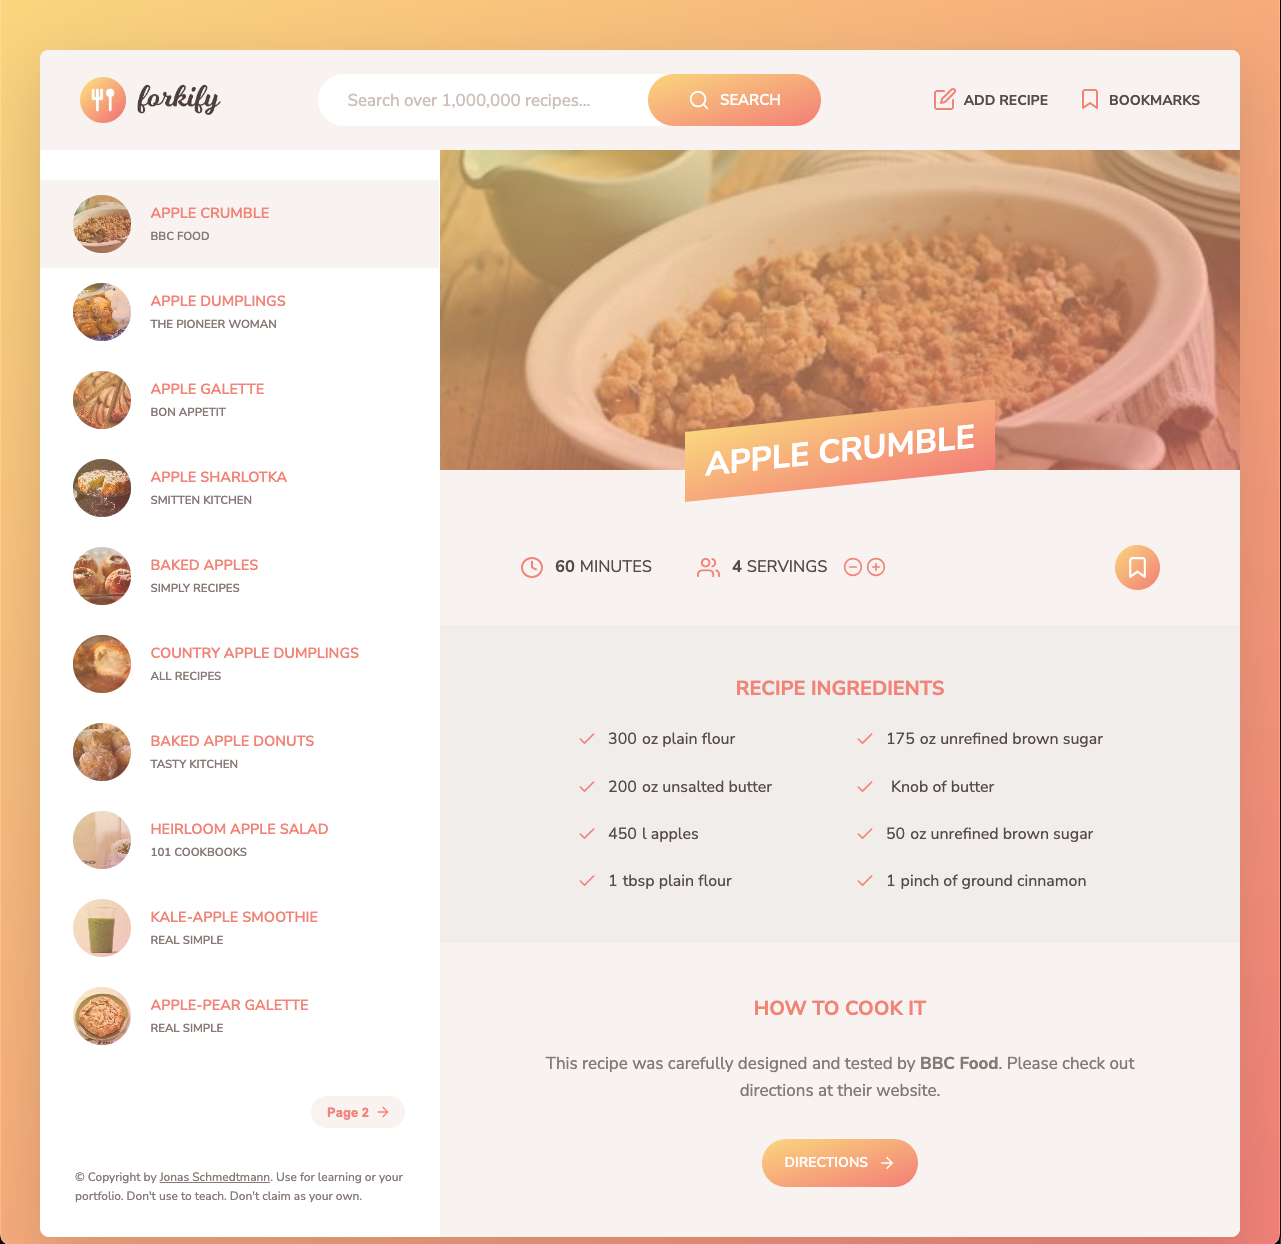 forkify
Search over 1,000,000 recipes...
SEARCH
ADD RECIPE
BOOKMARKS
APPLE CRUMBLE
BBC FOOD
APPLE DUMPLINGS
THE PIONEER WOMAN
APPLE GALETTE
BON APPETIT
APPLE SHARLOTKA
SMITTEN KITCHEN
BAKED APPLES
SIMPLY RECIPES
COUNTRY APPLE DUMPLINGS
ALL RECIPES
BAKED APPLE DONUTS
TASTY KITCHEN
HEIRLOOM APPLE SALAD
101 COOKBOOKS
KALE-APPLE SMOOTHIE
REAL SIMPLE
APPLE-PEAR GALETTE
REAL SIMPLE
Page 2
© Copyright by Jonas Schmedtmann. Use for learning or your
portfolio. Don't use to teach. Don't claim as your own.
APPLE CRUMBLE
60 MINUTES
4 SERVINGS
RECIPE INGREDIENTS
300 oz plain flour
175 oz unrefined brown sugar
200 oz unsalted butter
Knob of butter
450 l apples
50 oz unrefined brown sugar
1 tbsp plain flour
1 pinch of ground cinnamon
HOW TO COOK IT
This recipe was carefully designed and tested by BBC Food. Please check out
directions at their website.
DIRECTIONS